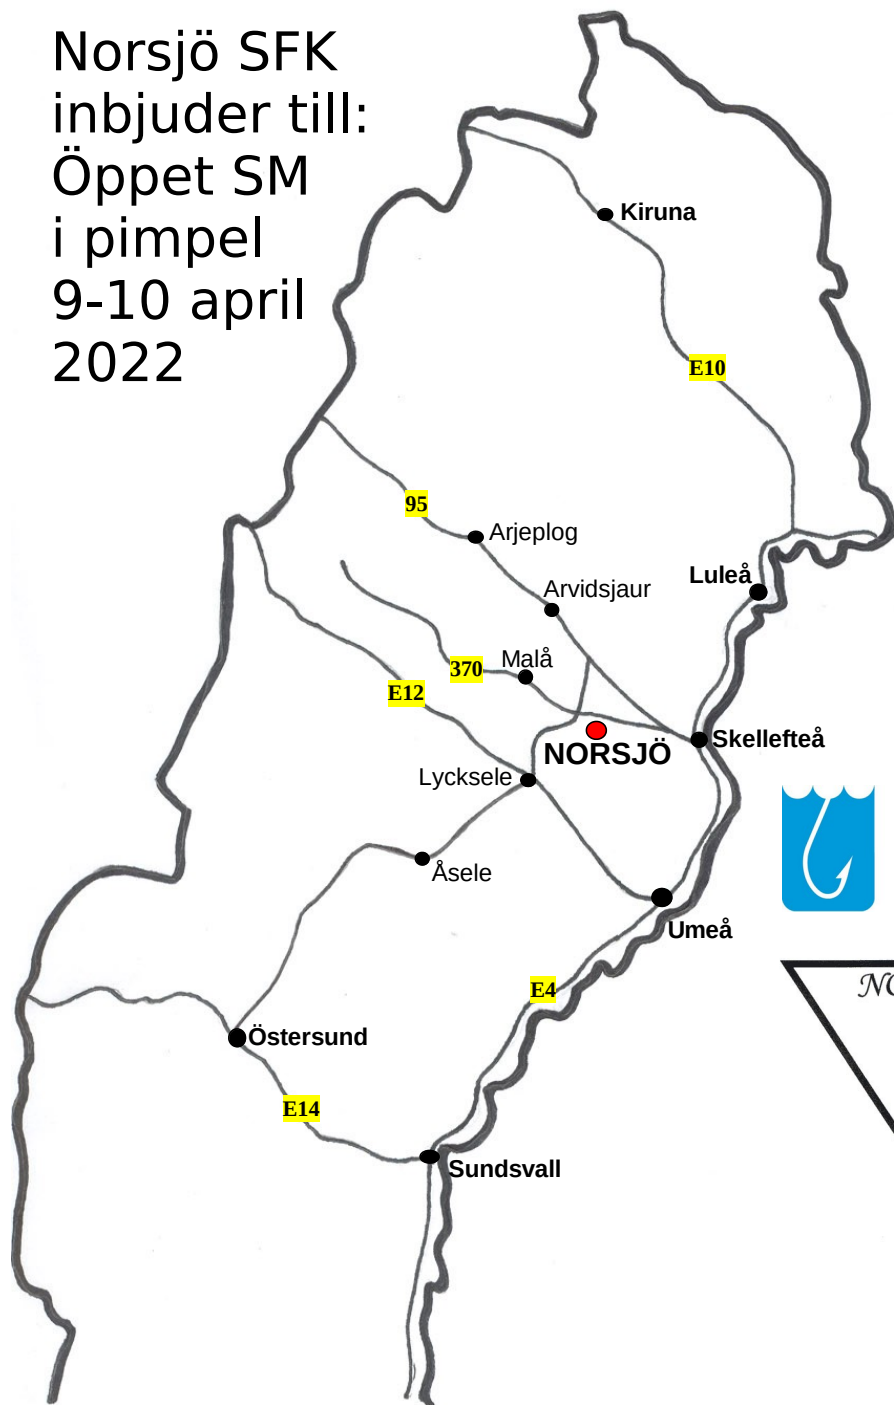 Norsjö SFK
inbjuder till:
Öppet SM
i pimpel
9-10 april
2022
Kiruna
E10
95
Arjeplog
Luleå
Arvidsjaur
Malå
370
E12
NORSJÖ
Skellefteå
Lycksele
Åsele
Umeå
E4
Östersund
E14
Sundsvall